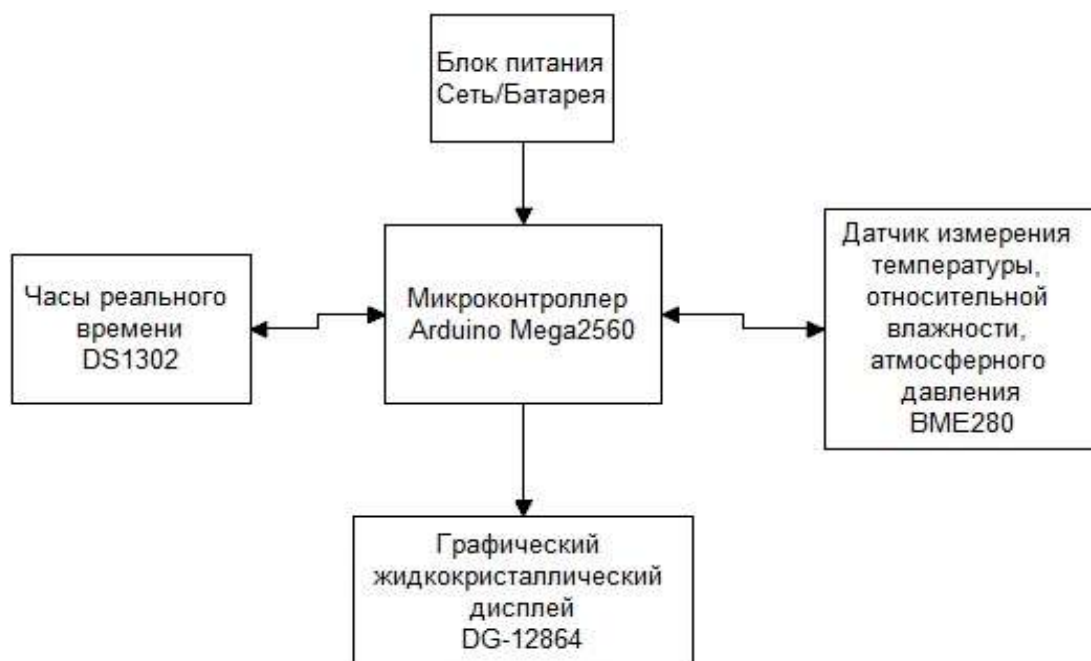 Блок питания
Сеть/Батарея
Часы реального
времени
DS1302
Микроконтроллер
Arduino Mega2560
Датчик измерения
температуры,
относительной
влажности,
атмосферного
давления
BME280
Графический
жидкокристаллический
дисплей
DG-12864